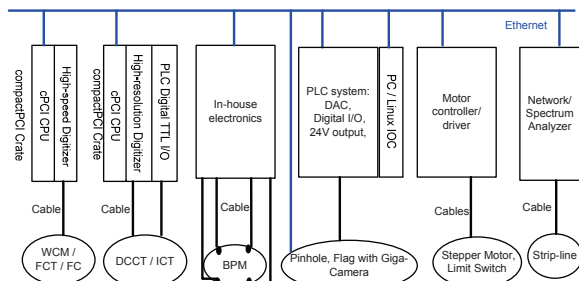 Ethernet
compactPCI Crate
cPCI CPU
High-speed Digitizer
compactPCI Crate
cPCI CPU
High-resolution Digitizer
PLC Digital TTL I/O
In-house
electronics
PLC system:
DAC,
Digital I/O,
24V output,
PC / Linux IOC
Motor
controller/
driver
Network/
Spectrum
Analyzer
Cable
Cable
Cable
Cables
Cable
WCM /
FCT / FC
DCCT / ICT
BPM
Pinhole, Flag with Giga-
Camera
Stepper Motor,
Limit Switch
Strip-line